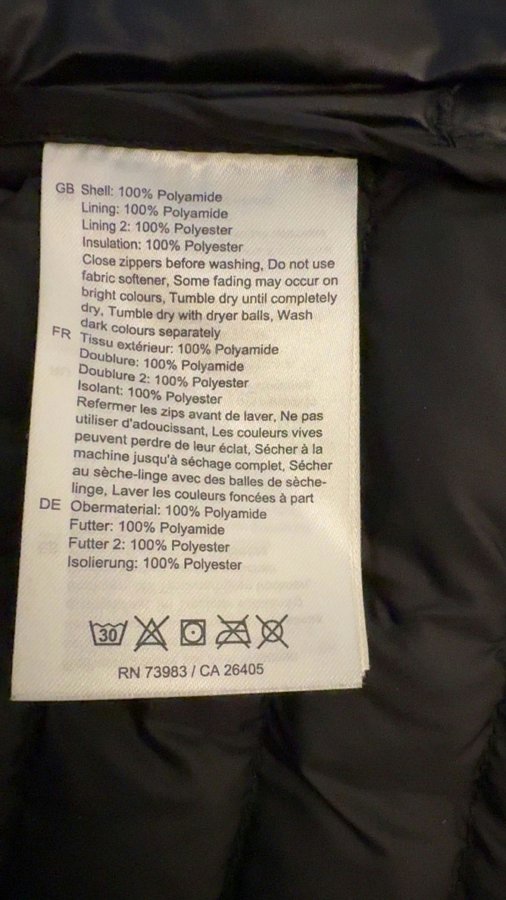 GB Shell: 100% Polyamide
Lining: 100% Polyamide
Lining 2: 100% Polyester
Insulation: 100% Polyester
Close zippers before washing, Do not use
fabric softener, Some fading may occur on
bright colours, Tumble dry until completely
dry, Tumble dry with dryer balls, Wash
dark colours separately
FR Tissu extérieur: 100% Polyamide
Doublure: 100% Polyamide
Doublure 2: 100% Polyester
Isolant: 100% Polyester
Refermer les zips avant de laver, Ne pas
utiliser d'adoucissant, Les couleurs vives
peuvent perdre de leur éclat, Sécher à la
machine jusqu'à séchage complet, Sécher
au sèche-linge avec des balles de sèche-
linge, Laver les couleurs foncées à part
DE Obermaterial: 100% Polyamide
Futter: 100% Polyamide
Futter 2: 100% Polyester
Isolierung: 100% Polyester
30
RN 73983 / CA 26405